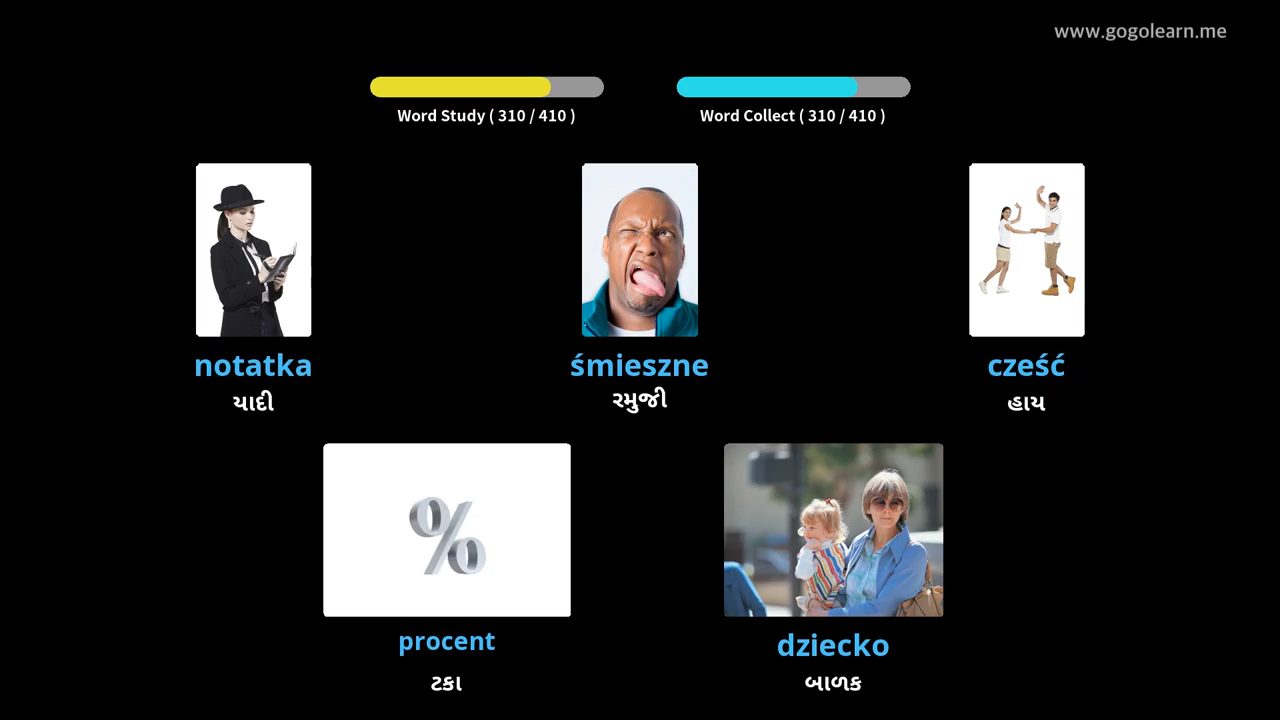 www.gogolearn.me
Word Study ( 310 / 410 )
Word Collect ( 310 / 410 )
notatka
યાદી
śmieszne
રમુજી
cześć
હાય
procent
ટકા
dziecko
બાળક